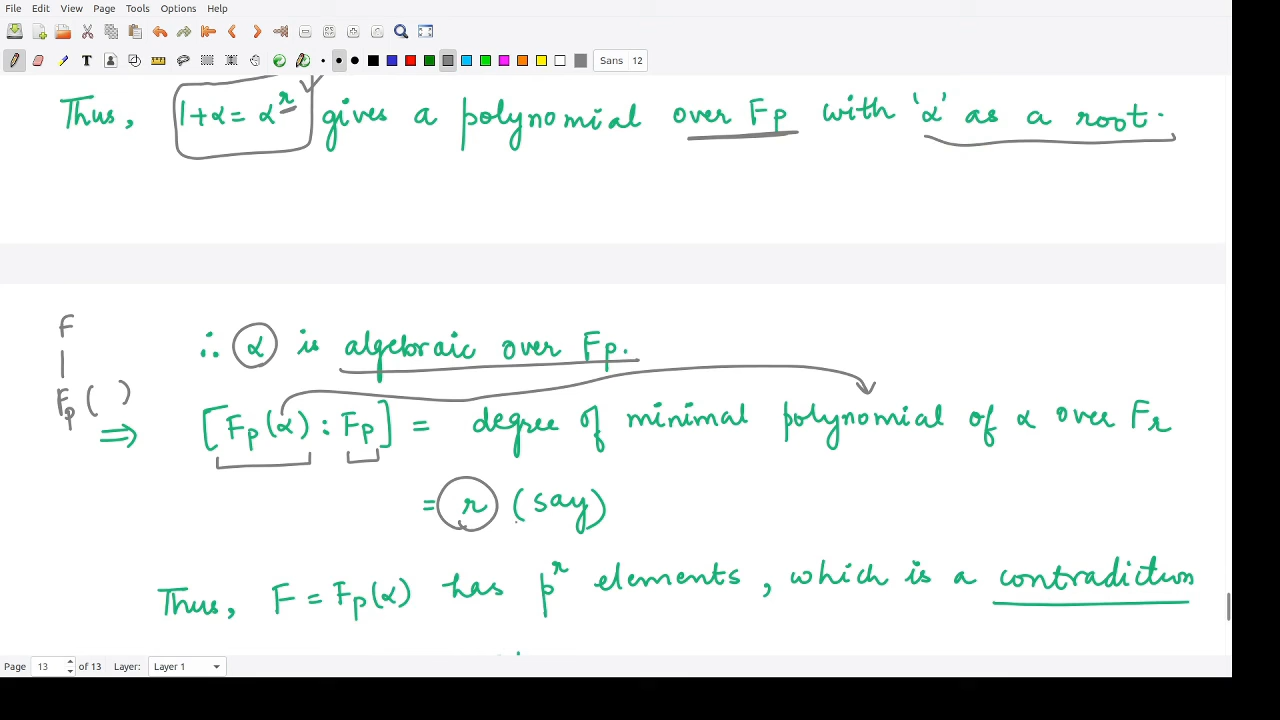 File Edit View Page Tools Options Help
Sans 12
Thus, 1+α = α^r gives a polynomial over Fp with 'α' as a root.
F
∴ α is algebraic over Fp.
Fp ( )
⇒ [Fp(α) : Fp] = degree of minimal polynomial of α over Fr
= r (say)
Thus, F = Fp(α) has p^r elements, which is a contradiction
Page 13 of 13 Layer: Layer 1